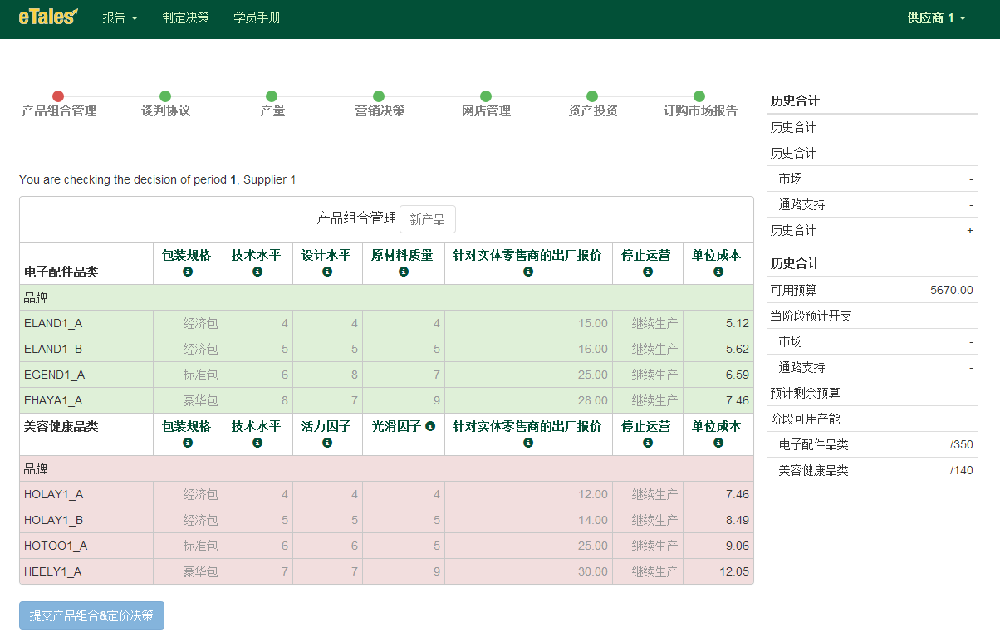 eTales 报告 制定决策 学员手册 供应商 1
产品组合管理 谈判协议 产量 营销决策 网店管理 资产投资 订购市场报告
You are checking the decision of period 1, Supplier 1
产品组合管理 新产品
电子配件品类 包装规格 技术水平 设计水平 原材料质量 针对实体零售商的出厂报价 停止运营 单位成本
品牌
ELAND1_A 经济包 4 4 4 15.00 继续生产 5.12
ELAND1_B 经济包 5 5 5 16.00 继续生产 5.62
EGEND1_A 标准包 6 8 7 25.00 继续生产 6.59
EHAYA1_A 豪华包 8 7 9 28.00 继续生产 7.46
美容健康品类 包装规格 技术水平 活力因子 光滑因子 针对实体零售商的出厂报价 停止运营 单位成本
品牌
HOLAY1_A 经济包 4 4 4 12.00 继续生产 7.46
HOLAY1_B 经济包 5 5 5 14.00 继续生产 8.49
HOTOO1_A 标准包 6 6 5 25.00 继续生产 9.06
HEELY1_A 豪华包 7 7 9 30.00 继续生产 12.05
提交产品组合&定价决策
历史合计
历史合计
历史合计
市场 -
通路支持 -
历史合计 +
历史合计
可用预算 5670.00
当阶段预计开支
市场 -
通路支持 -
预计剩余预算
阶段可用产能
电子配件品类 /350
美容健康品类 /140